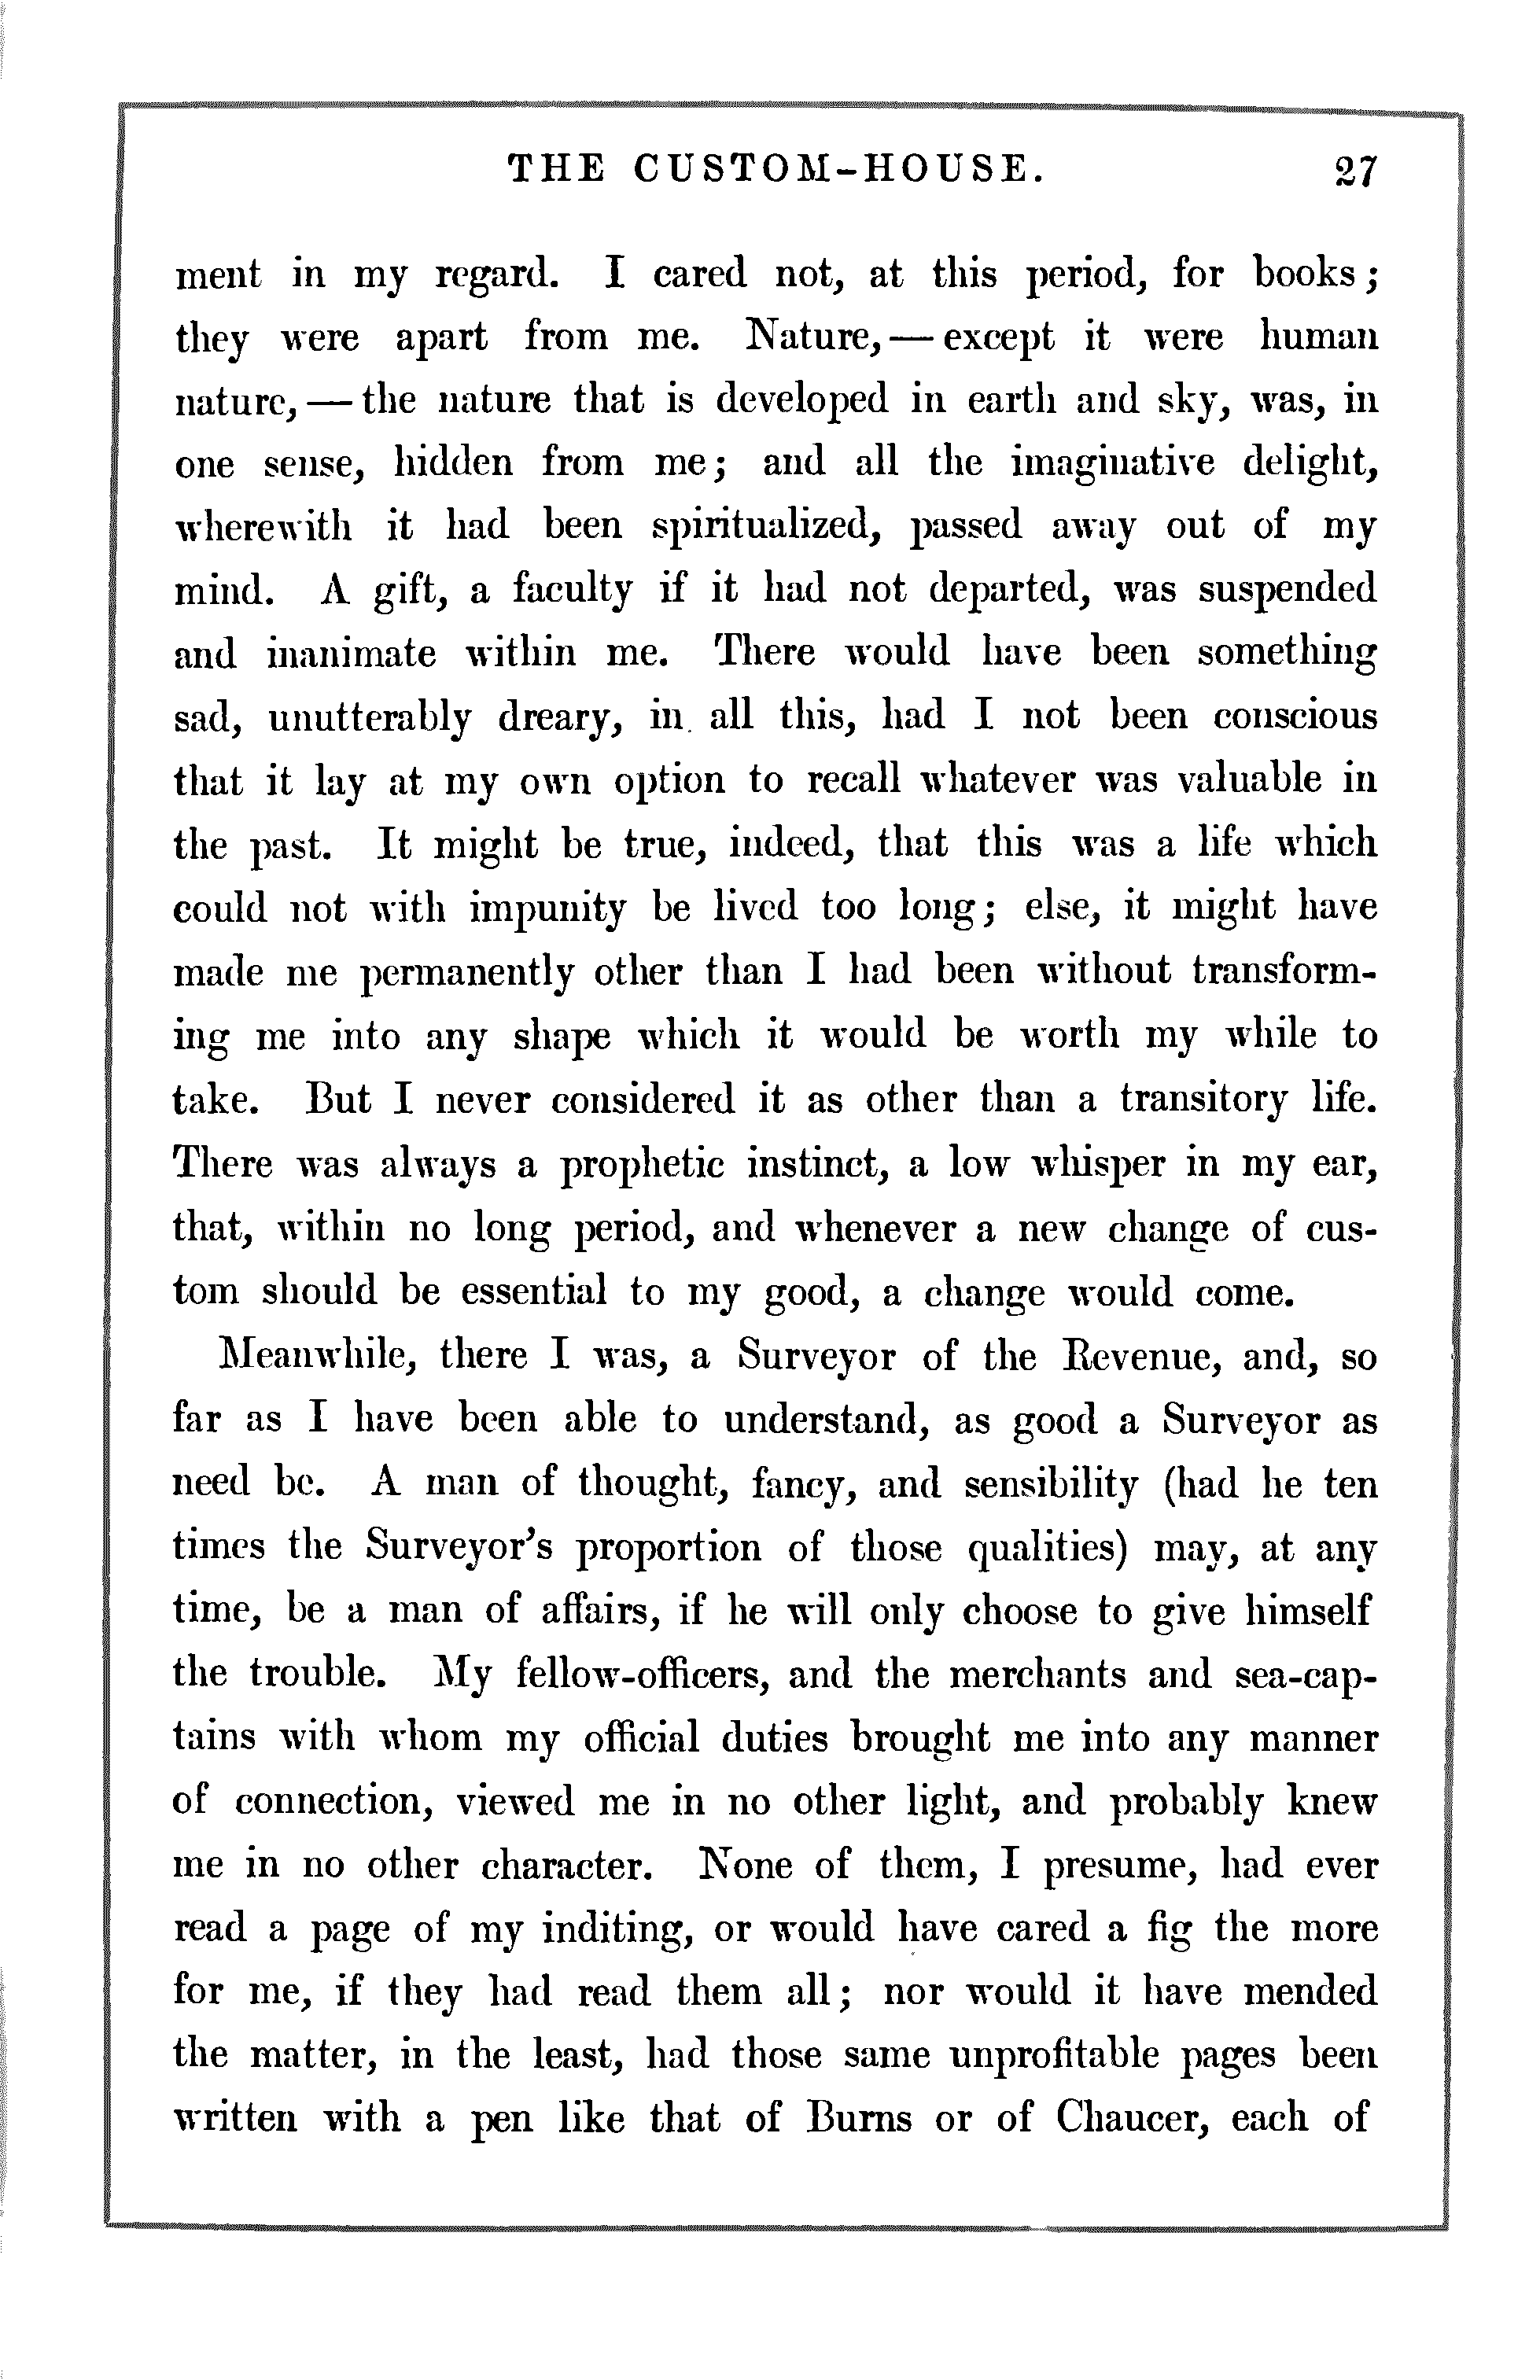 THE CUSTOM-HOUSE. 27
ment in my regard. I cared not, at this period, for books;
they were apart from me. Nature, — except it were human
nature, — the nature that is developed in earth and sky, was, in
one sense, hidden from me; and all the imaginative delight,
wherewith it had been spiritualized, passed away out of my
mind. A gift, a faculty if it had not departed, was suspended
and inanimate within me. There would have been something
sad, unutterably dreary, in all this, had I not been conscious
that it lay at my own option to recall whatever was valuable in
the past. It might be true, indeed, that this was a life which
could not with impunity be lived too long; else, it might have
made me permanently other than I had been without transform-
ing me into any shape which it would be worth my while to
take. But I never considered it as other than a transitory life.
There was always a prophetic instinct, a low whisper in my ear,
that, within no long period, and whenever a new change of cus-
tom should be essential to my good, a change would come.
Meanwhile, there I was, a Surveyor of the Revenue, and, so
far as I have been able to understand, as good a Surveyor as
need be. A man of thought, fancy, and sensibility (had he ten
times the Surveyor's proportion of those qualities) may, at any
time, be a man of affairs, if he will only choose to give himself
the trouble. My fellow-officers, and the merchants and sea-cap-
tains with whom my official duties brought me into any manner
of connection, viewed me in no other light, and probably knew
me in no other character. None of them, I presume, had ever
read a page of my inditing, or would have cared a fig the more
for me, if they had read them all; nor would it have mended
the matter, in the least, had those same unprofitable pages been
written with a pen like that of Burns or of Chaucer, each of